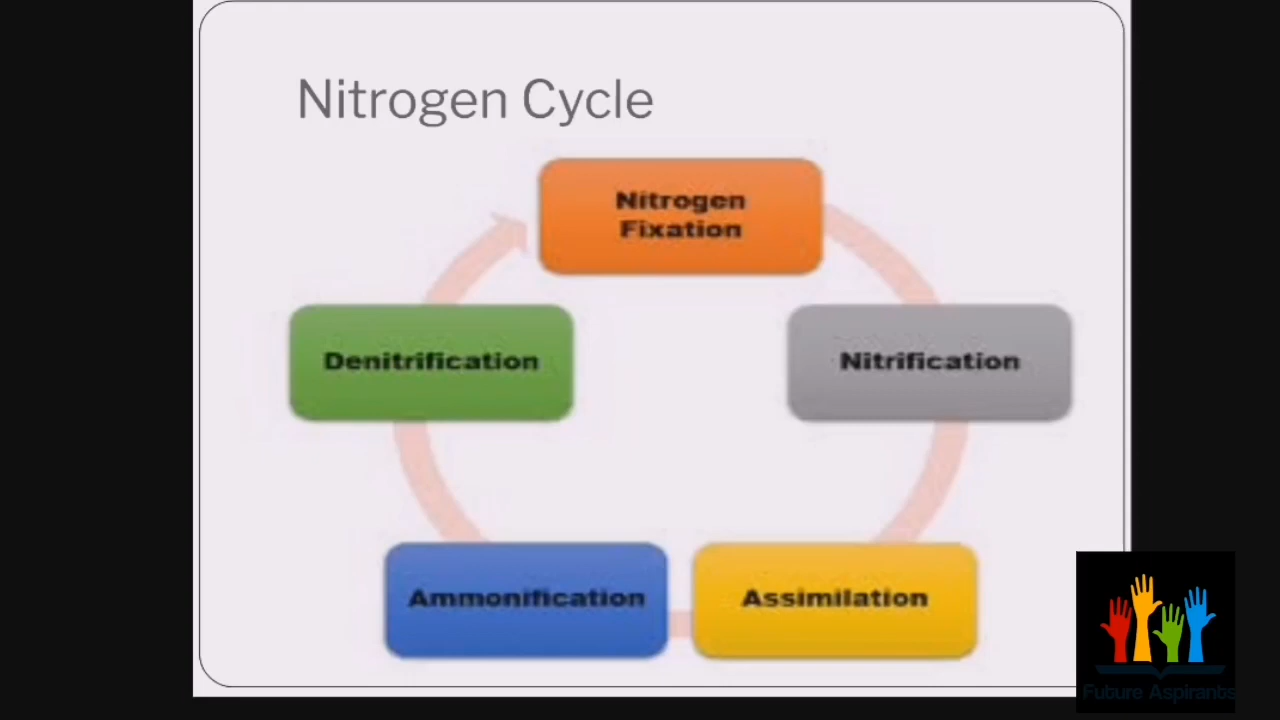 Nitrogen Cycle
Nitrogen
Fixation
Denitrification
Nitrification
Ammonification
Assimilation
Future Aspirants